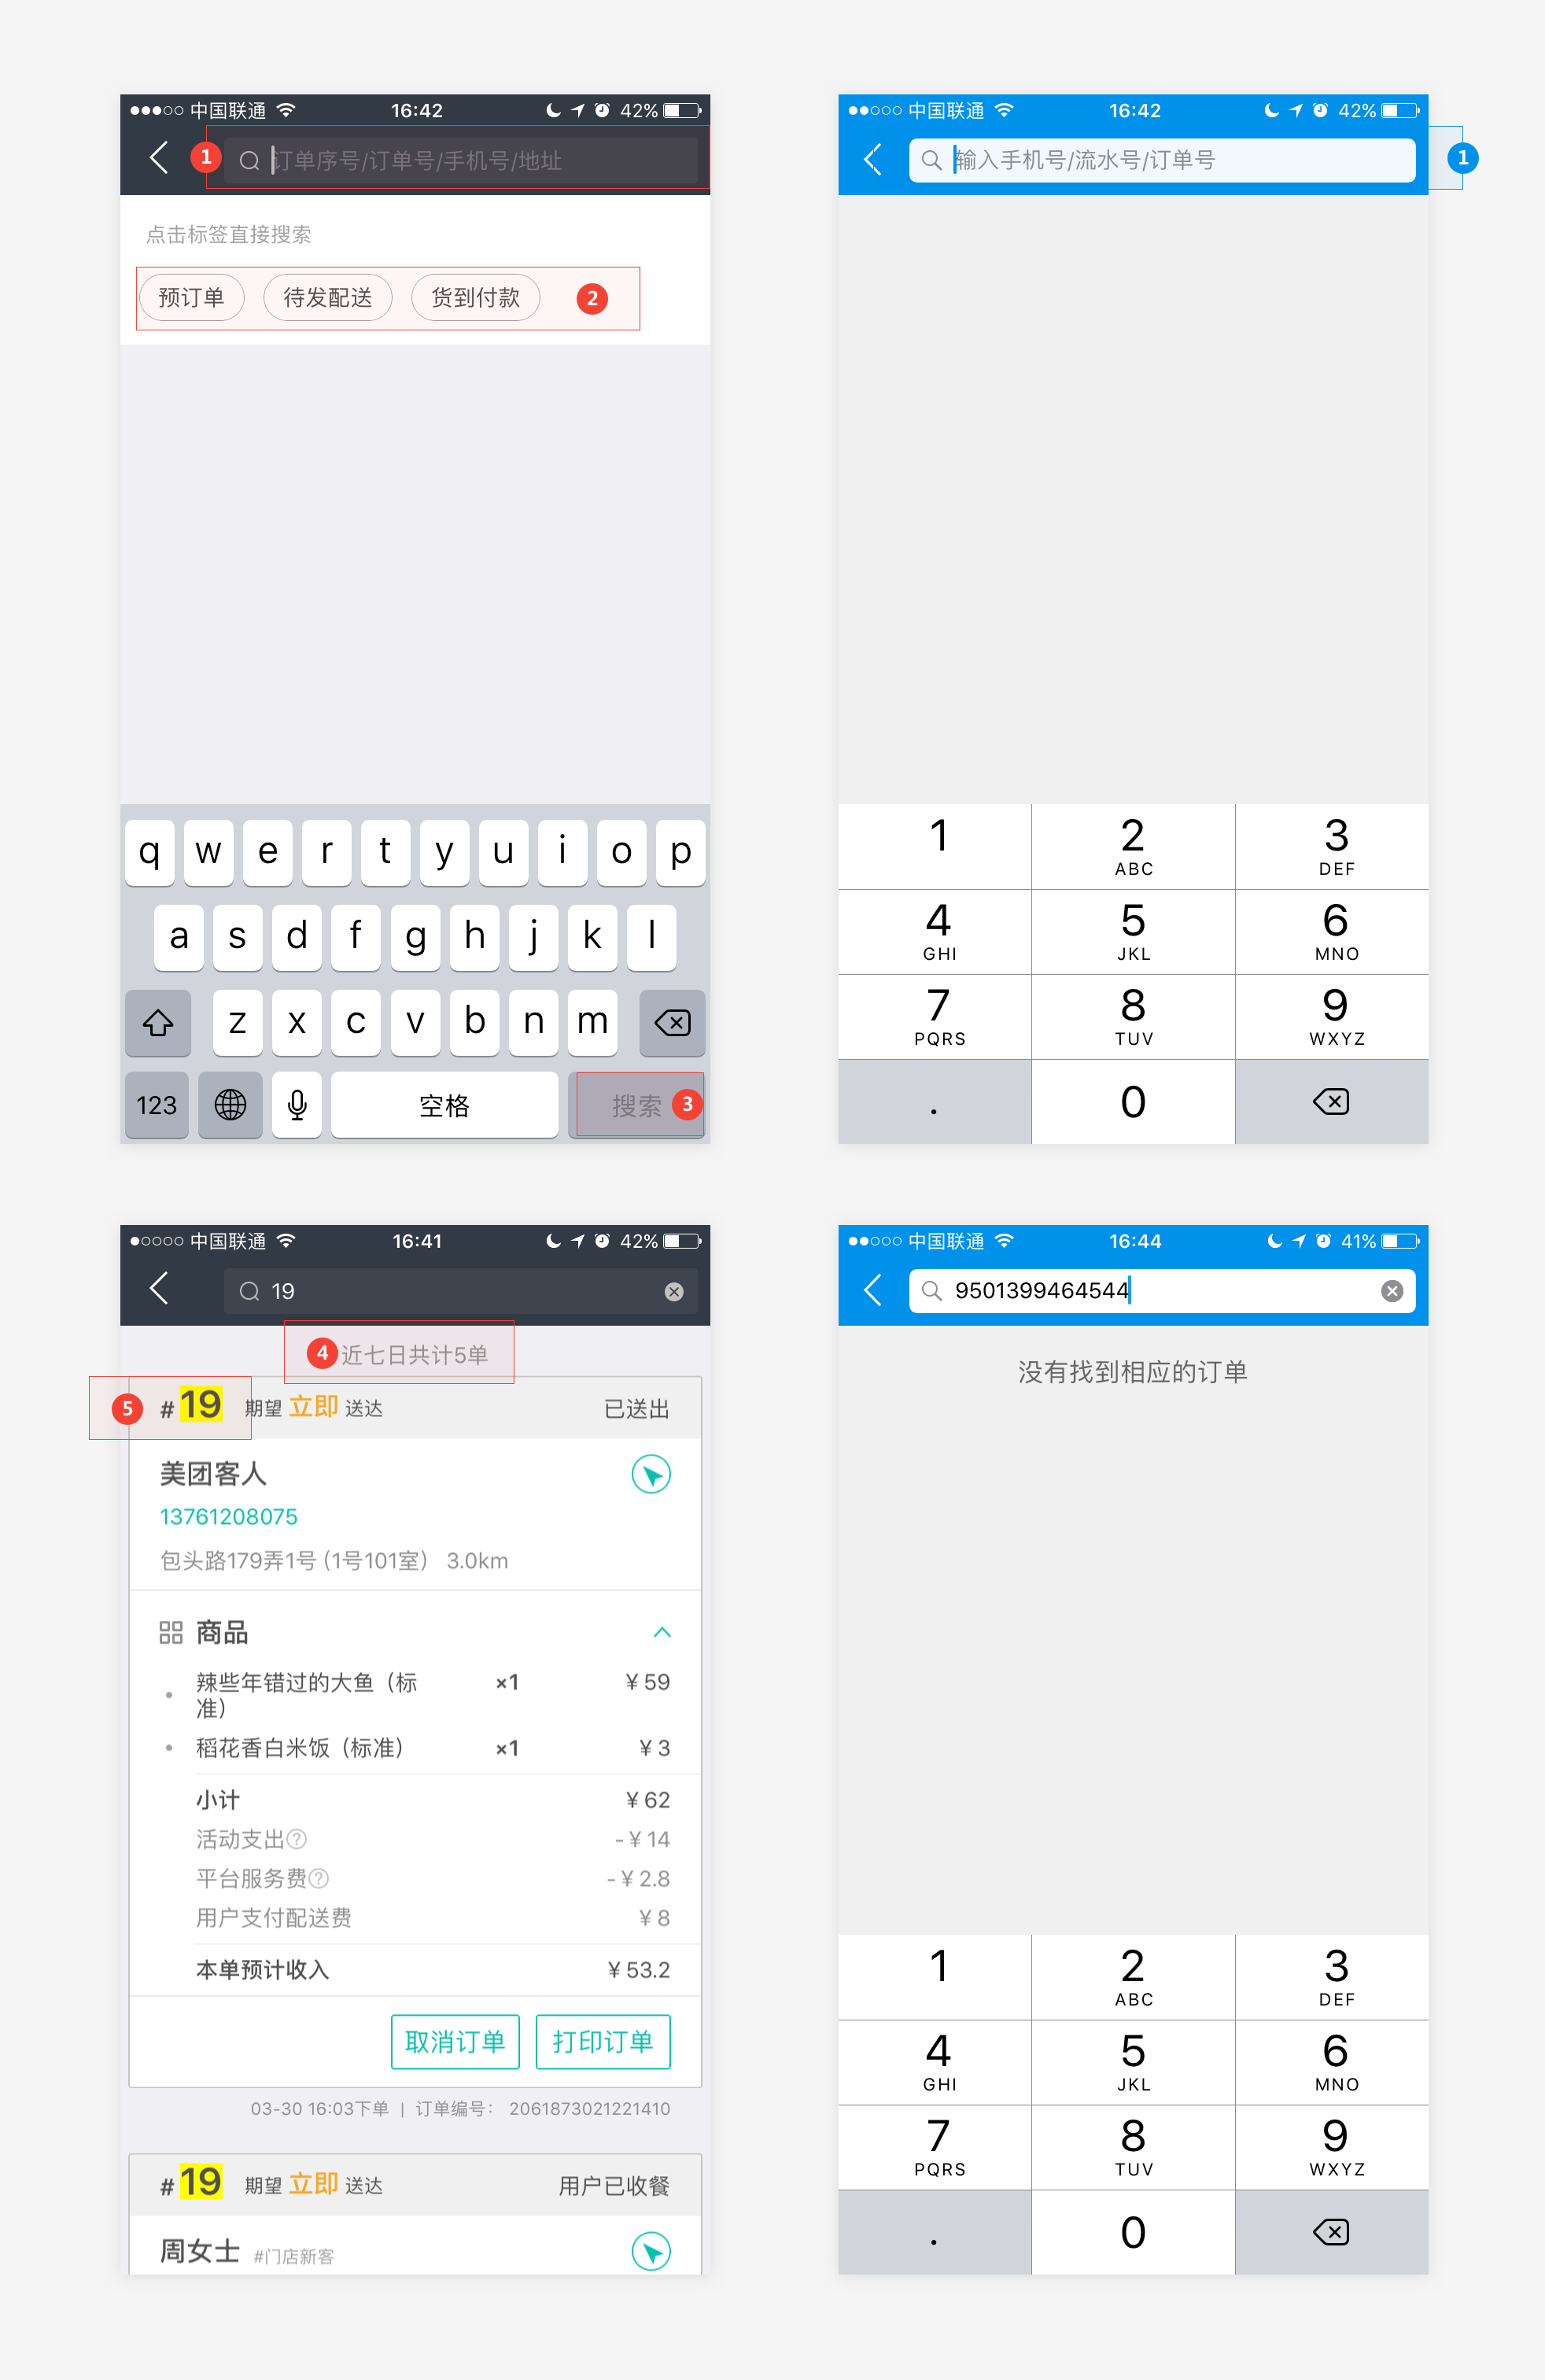 中国联通 16:42 42%
1 订单序号/订单号/手机号/地址
点击标签直接搜索
预订单 待发配送 货到付款 2
q w e r t y u i o p
a s d f g h j k l
z x c v b n m
123 空格 搜索 3
中国联通 16:42 42%
输入手机号/流水号/订单号 1
1 2 3
ABC DEF
4 5 6
GHI JKL MNO
7 8 9
PQRS TUV WXYZ
. 0
中国联通 16:41 42%
19
4 近七日共计5单
5 #19 期望 立即 送达 已送出
美团客人
13761208075
包头路179弄1号 (1号101室) 3.0km
商品
辣些年错过的大鱼（标 ×1 ¥59
准）
稻花香白米饭（标准） ×1 ¥3
小计 ¥62
活动支出? -¥14
平台服务费? -¥2.8
用户支付配送费 ¥8
本单预计收入 ¥53.2
取消订单 打印订单
03-30 16:03下单 | 订单编号： 2061873021221410
#19 期望 立即 送达 用户已收餐
周女士 #门店新客
中国联通 16:44 41%
9501399464544
没有找到相应的订单
1 2 3
ABC DEF
4 5 6
GHI JKL MNO
7 8 9
PQRS TUV WXYZ
. 0